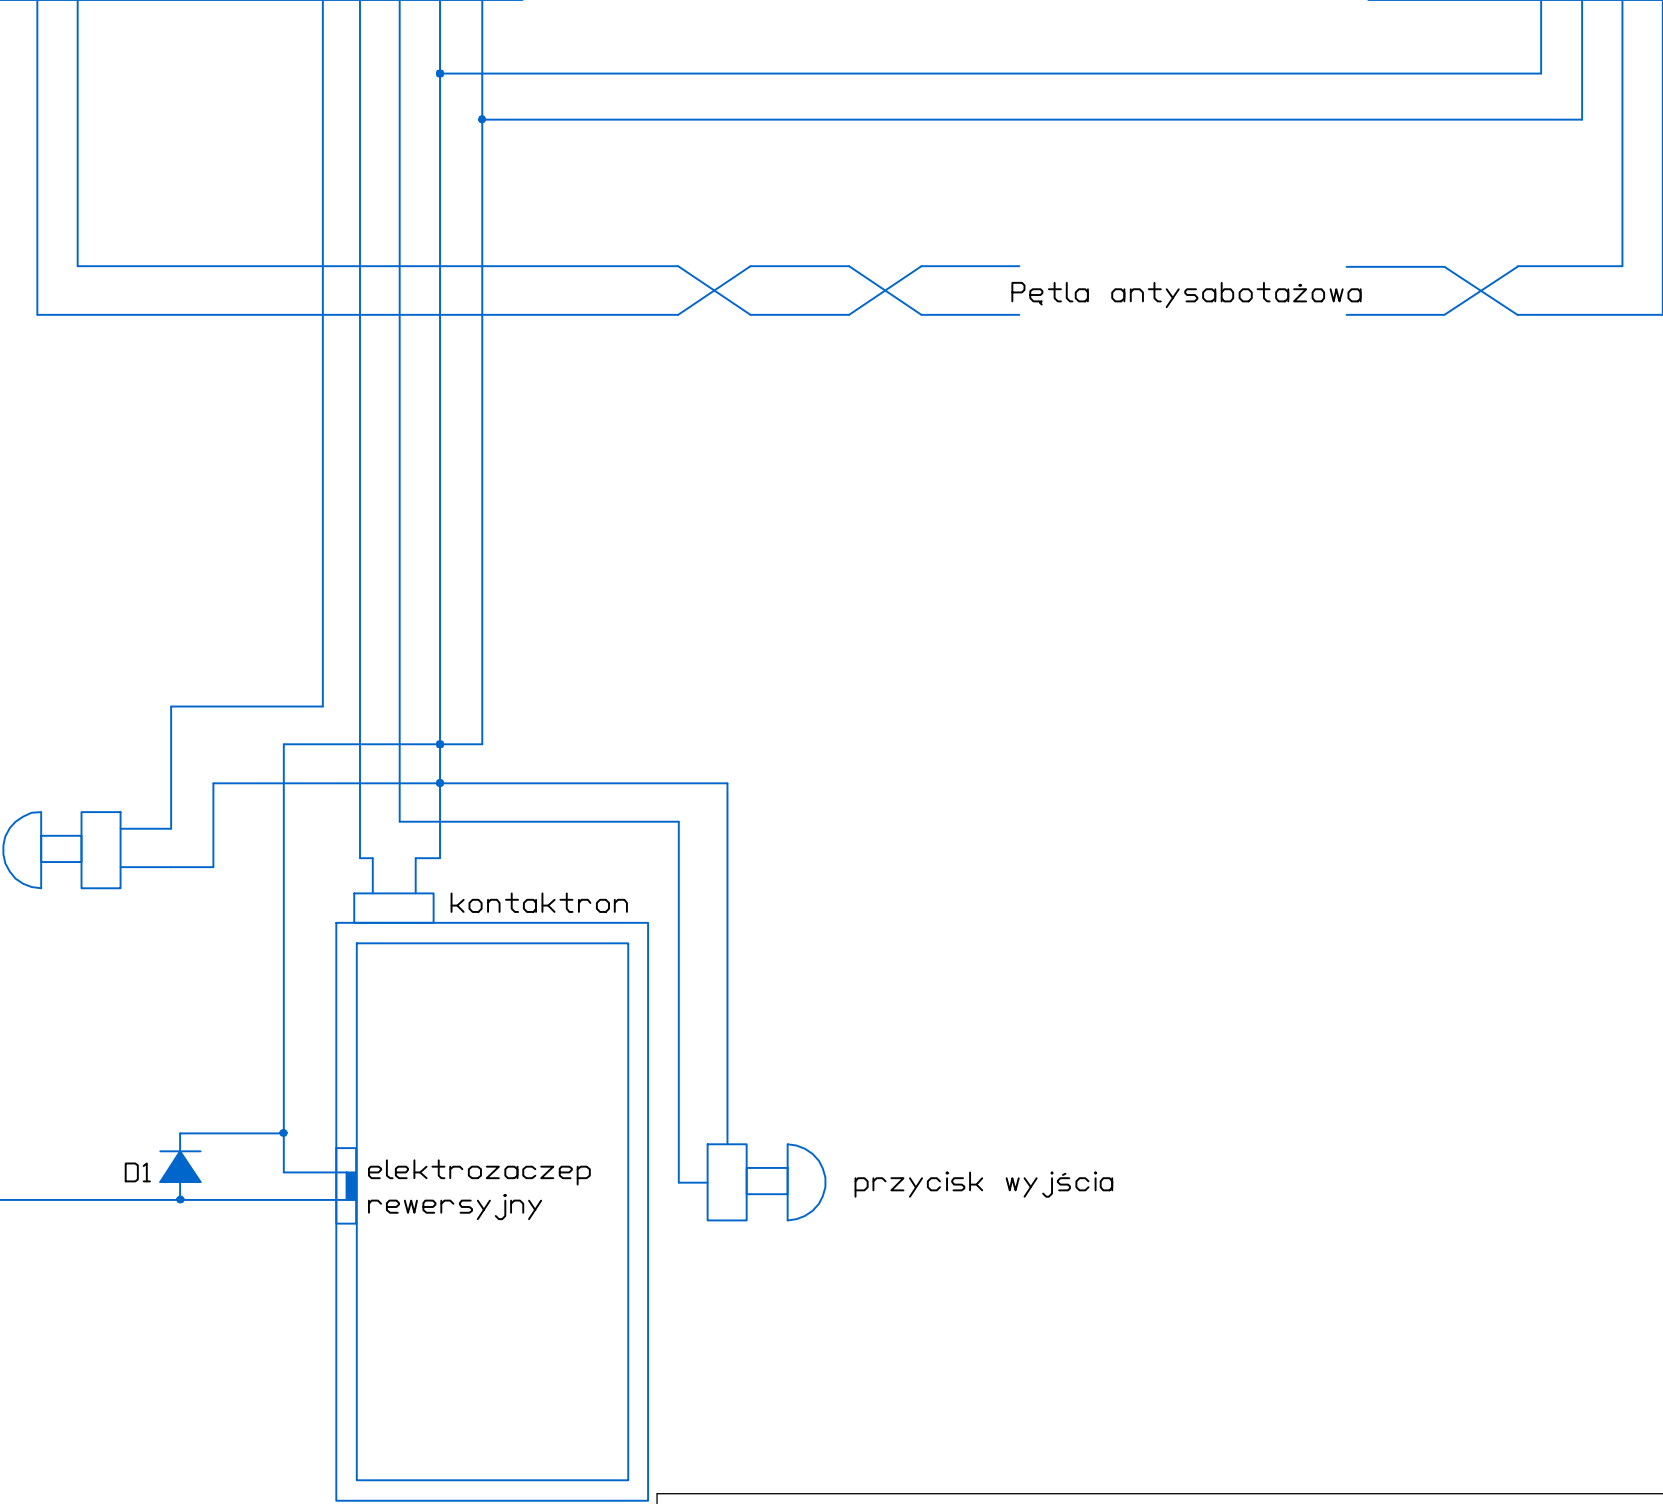 Pętla antysabotażowa
kontaktron
D1
elektrozaczep
rewersyjny
przycisk wyjścia